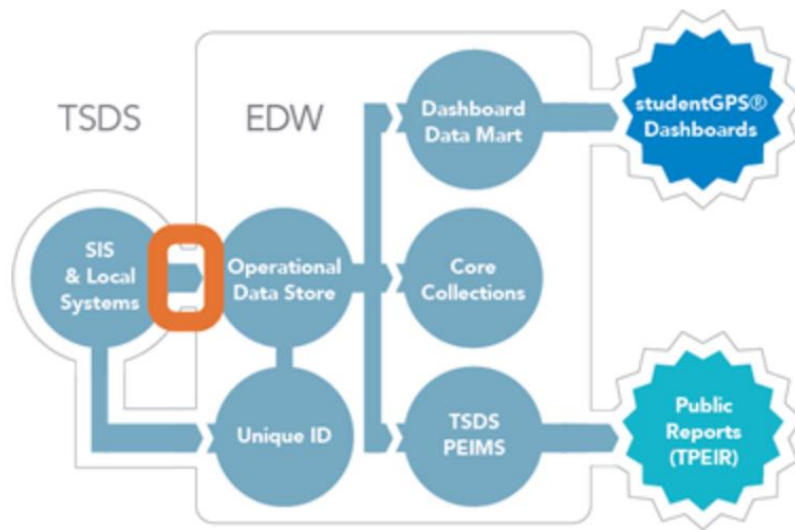 TSDS
EDW
SIS
& Local
Systems
Operational
Data Store
Unique ID
Dashboard
Data Mart
Core
Collections
TSDS
PEIMS
studentGPS®
Dashboards
Public
Reports
(TPEIR)